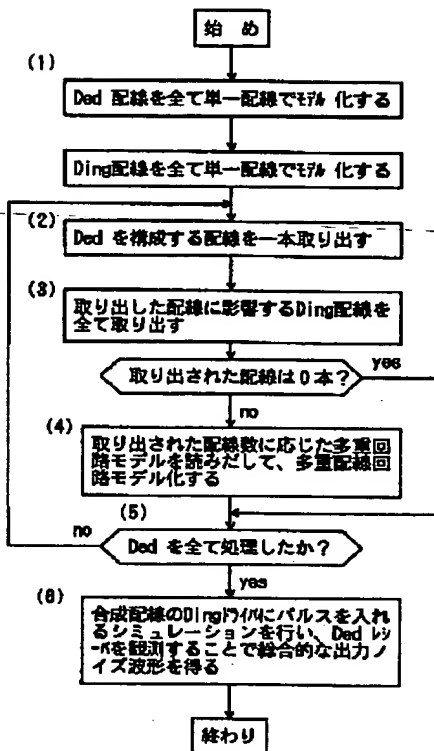 始 め
(1)
Ded 配線を全て単一配線でモデル 化する
Ding配線を全て単一配線でモデル 化する
(2)
Ded を構成する配線を一本取り出す
(3)
取り出した配線に影響するDing配線を
全て取り出す
取り出された配線は0本?
yes
no
(4)
取り出された配線数に応じた多重回
路モデルを読みだして、多重配線回
路モデル化する
(5)
no
Ded を全て処理したか?
yes
(6)
合成配線のDingドライバにパルスを入れ
るシミュレーションを行い、Ded レシ
ーバを観測することで総合的な出力ノ
イズ波形を得る
終わり